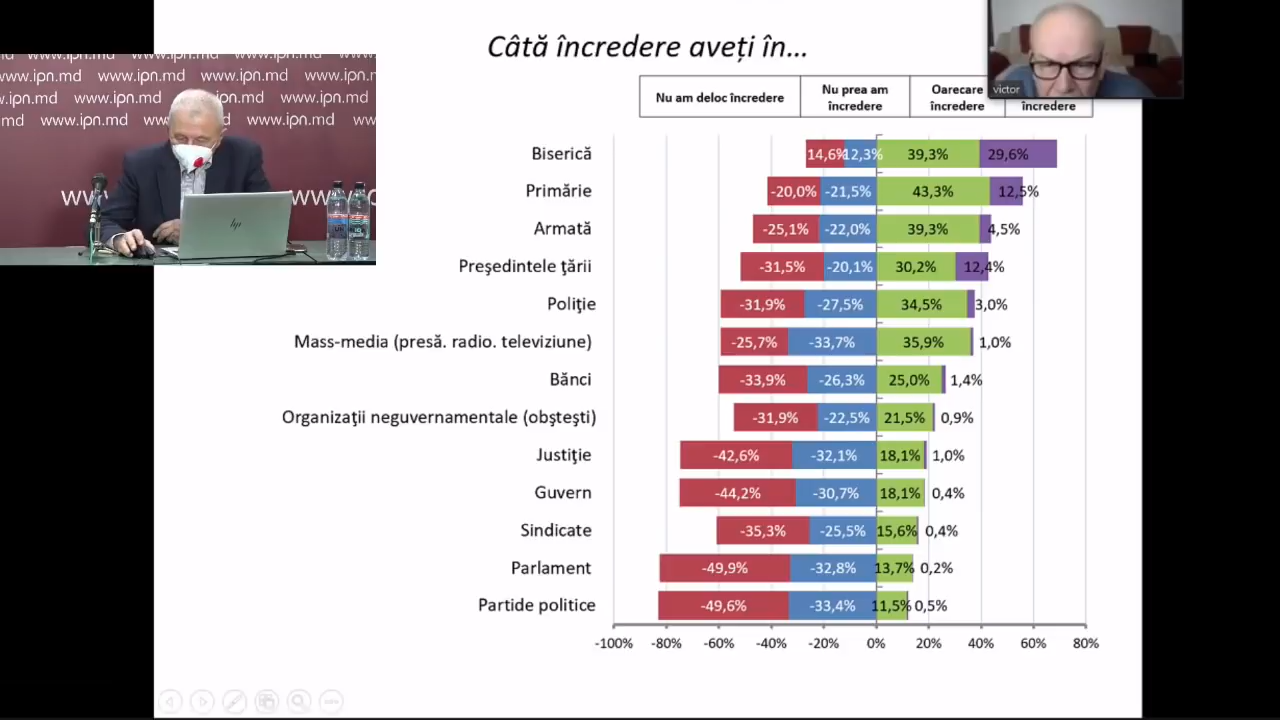 Câtă încredere aveți în...
Nu am deloc încredere
Nu prea am încredere
Oarecare încredere
încredere
victor
www.ipn.md www.ipn.md www.ipn.md
www.ipn.md www.ipn.md www.ipn.md
www.ipn.md www.ipn.md
www.ipn.md www.ipn.md
Biserică 14,6% 12,3% 39,3% 29,6%
Primărie -20,0% -21,5% 43,3% 12,5%
Armată -25,1% -22,0% 39,3% 4,5%
Preşedintele ţării -31,5% -20,1% 30,2% 12,4%
Poliţie -31,9% -27,5% 34,5% 3,0%
Mass-media (presă. radio. televiziune) -25,7% -33,7% 35,9% 1,0%
Bănci -33,9% -26,3% 25,0% 1,4%
Organizaţii neguvernamentale (obşteşti) -31,9% -22,5% 21,5% 0,9%
Justiţie -42,6% -32,1% 18,1% 1,0%
Guvern -44,2% -30,7% 18,1% 0,4%
Sindicate -35,3% -25,5% 15,6% 0,4%
Parlament -49,9% -32,8% 13,7% 0,2%
Partide politice -49,6% -33,4% 11,5% 0,5%
-100% -80% -60% -40% -20% 0% 20% 40% 60% 80%